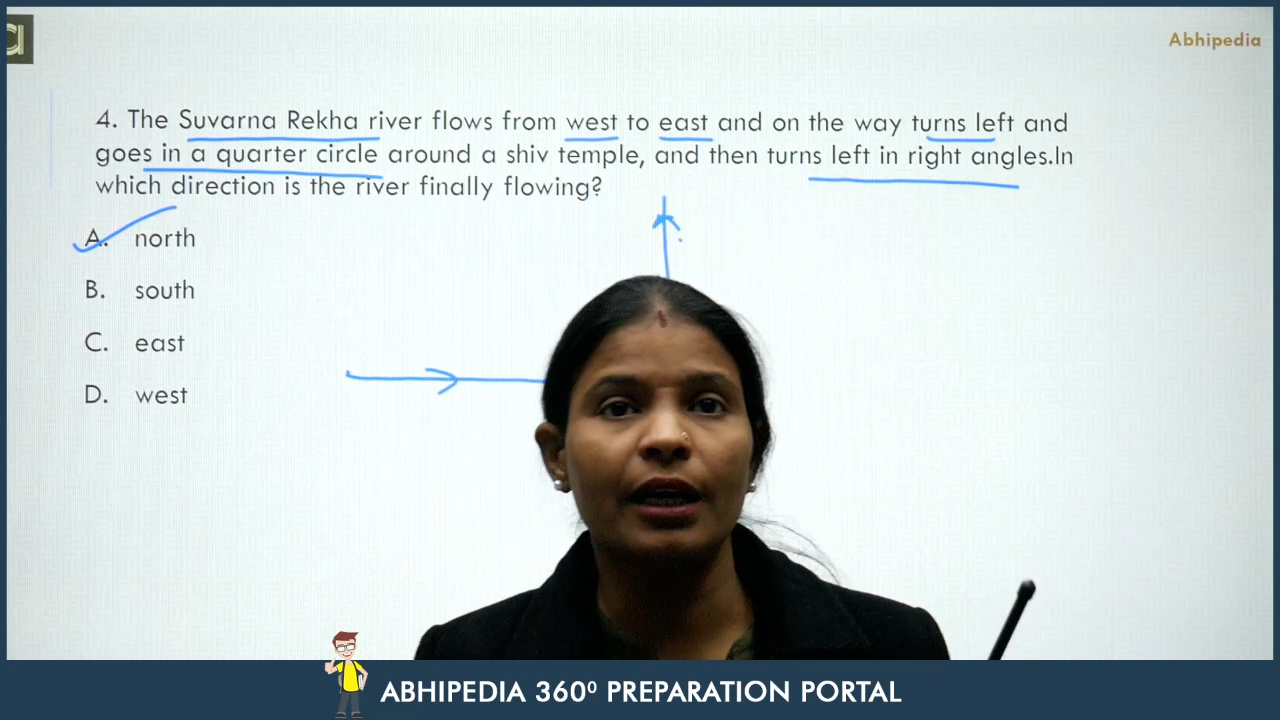 Abhipedia
4. The Suvarna Rekha river flows from west to east and on the way turns left and
goes in a quarter circle around a shiv temple, and then turns left in right angles.In
which direction is the river finally flowing?
A. north
B. south
C. east
D. west
ABHIPEDIA 360⁰ PREPARATION PORTAL